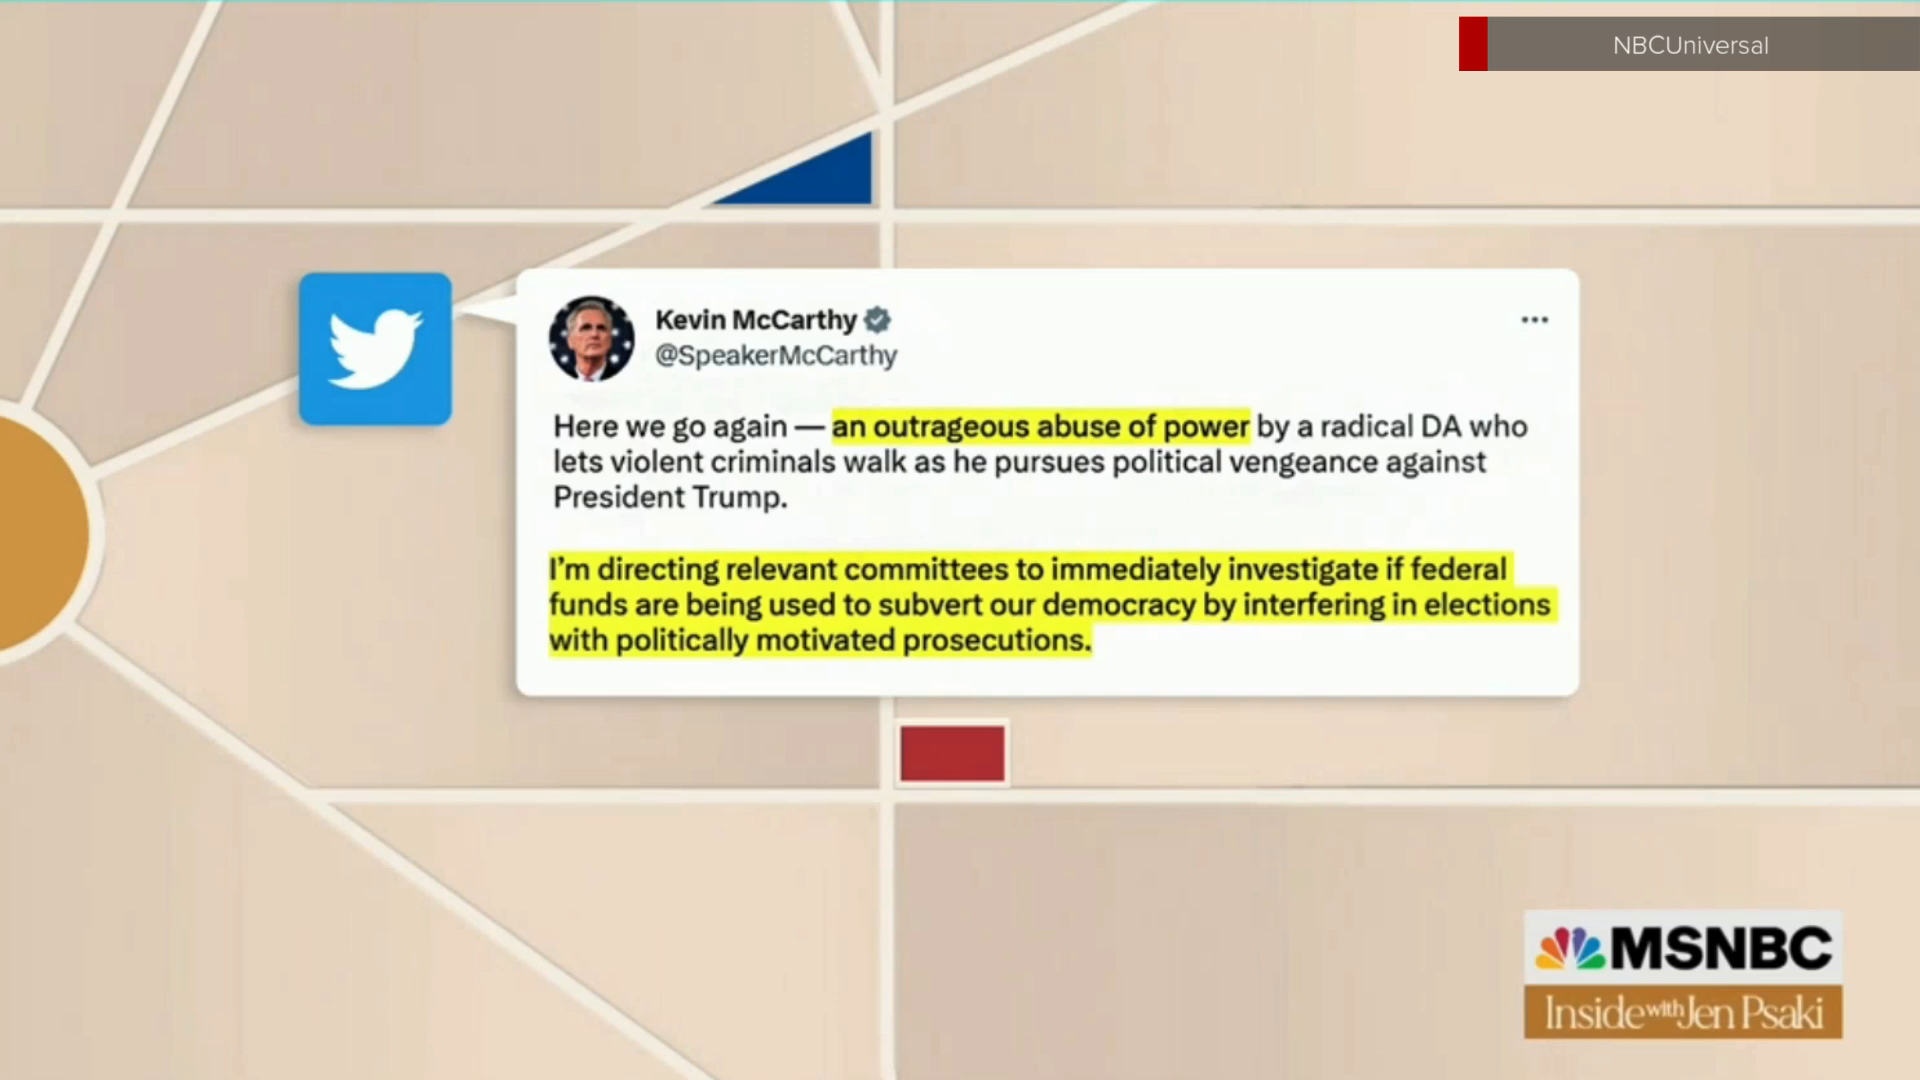 NBCUniversal
Kevin McCarthy
@SpeakerMcCarthy
Here we go again — an outrageous abuse of power by a radical DA who
lets violent criminals walk as he pursues political vengeance against
President Trump.
I'm directing relevant committees to immediately investigate if federal
funds are being used to subvert our democracy by interfering in elections
with politically motivated prosecutions.
MSNBC
Inside with Jen Psaki